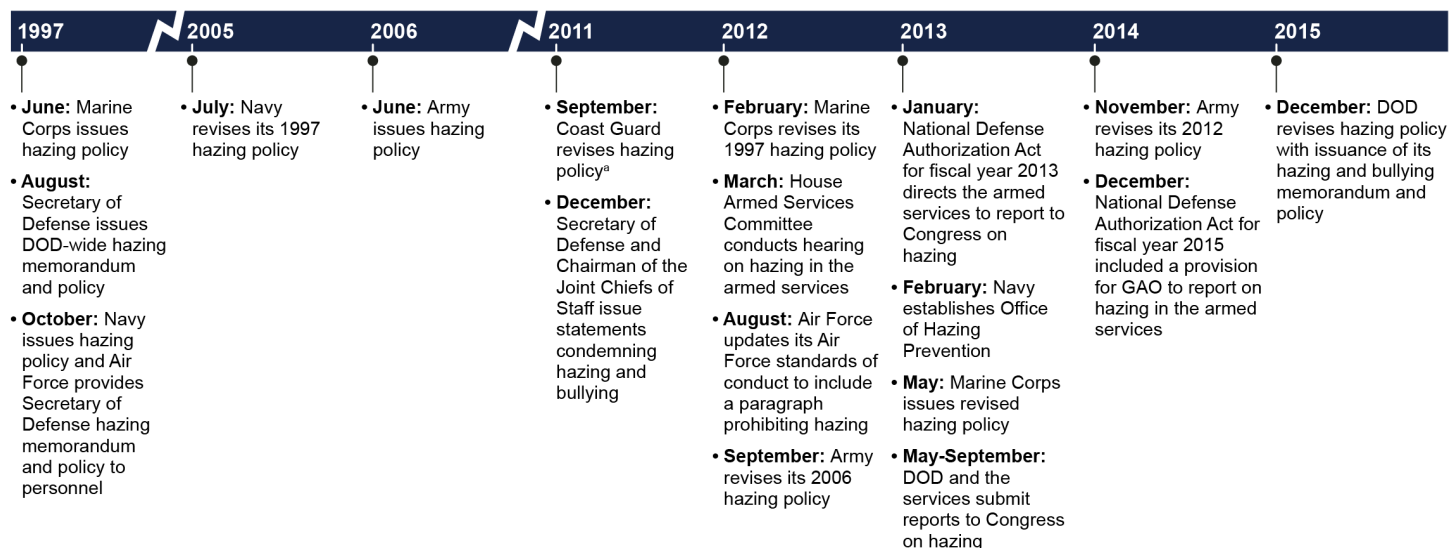 1997
2005
2006
2011
2012
2013
2014
2015
• June: Marine
Corps issues
hazing policy
• August:
Secretary of
Defense issues
DOD-wide hazing
memorandum
and policy
• October: Navy
issues hazing
policy and Air
Force provides
Secretary of
Defense hazing
memorandum
and policy to
personnel
• July: Navy
revises its 1997
hazing policy
• June: Army
issues hazing
policy
• September:
Coast Guard
revises hazing
policyᵃ
• December:
Secretary of
Defense and
Chairman of the
Joint Chiefs of
Staff issue
statements
condemning
hazing and
bullying
• February: Marine
Corps revises its
1997 hazing policy
• March: House
Armed Services
Committee
conducts hearing
on hazing in the
armed services
• August: Air Force
updates its Air
Force standards of
conduct to include
a paragraph
prohibiting hazing
• September: Army
revises its 2006
hazing policy
• January:
National Defense
Authorization Act
for fiscal year 2013
directs the armed
services to report to
Congress on
hazing
• February: Navy
establishes Office
of Hazing
Prevention
• May: Marine Corps
issues revised
hazing policy
• May-September:
DOD and the
services submit
reports to Congress
on hazing
• November: Army
revises its 2012
hazing policy
• December:
National Defense
Authorization Act for
fiscal year 2015
included a provision
for GAO to report on
hazing in the armed
services
• December: DOD
revises hazing policy
with issuance of its
hazing and bullying
memorandum and
policy